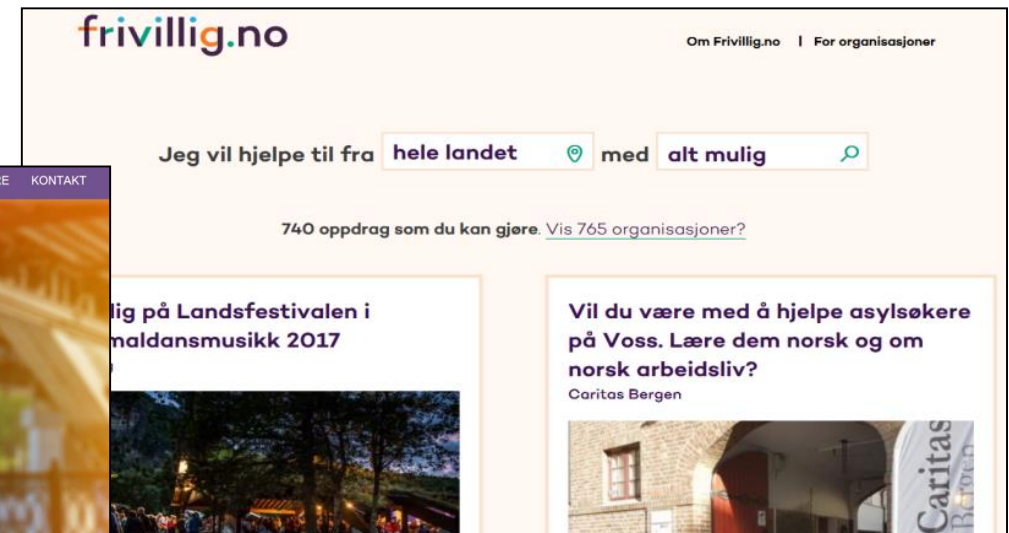 frivillig.no
Om Frivillig.no | For organisasjoner
Jeg vil hjelpe til fra hele landet med alt mulig
KONTAKT
740 oppdrag som du kan gjøre. Vis 765 organisasjoner?
lig på Landsfestivalen i
maldansmusikk 2017
Vil du være med å hjelpe asylsøkere
på Voss. Lære dem norsk og om
norsk arbeidsliv?
Caritas Bergen
Caritas
Bergen